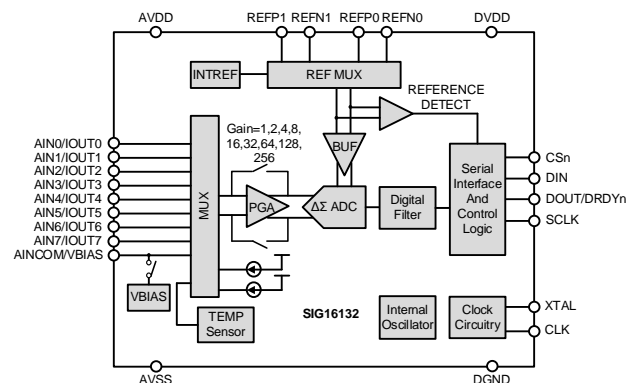 AVDD
REFP1 REFN1 REFP0 REFN0
DVDD
INTREF
REF MUX
REFERENCE
DETECT
Gain=1,2,4,8,
16,32,64,128,
256
BUF
AIN0/IOUT0
AIN1/IOUT1
AIN2/IOUT2
AIN3/IOUT3
AIN4/IOUT4
AIN5/IOUT5
AIN6/IOUT6
AIN7/IOUT7
AINCOM/VBIAS
MUX
PGA
ΔΣ ADC
Digital
Filter
Serial
Interface
And
Control
Logic
CSn
DIN
DOUT/DRDYn
SCLK
VBIAS
TEMP
Sensor
SIG16132
Internal
Oscillator
Clock
Circuitry
XTAL
CLK
AVSS
DGND